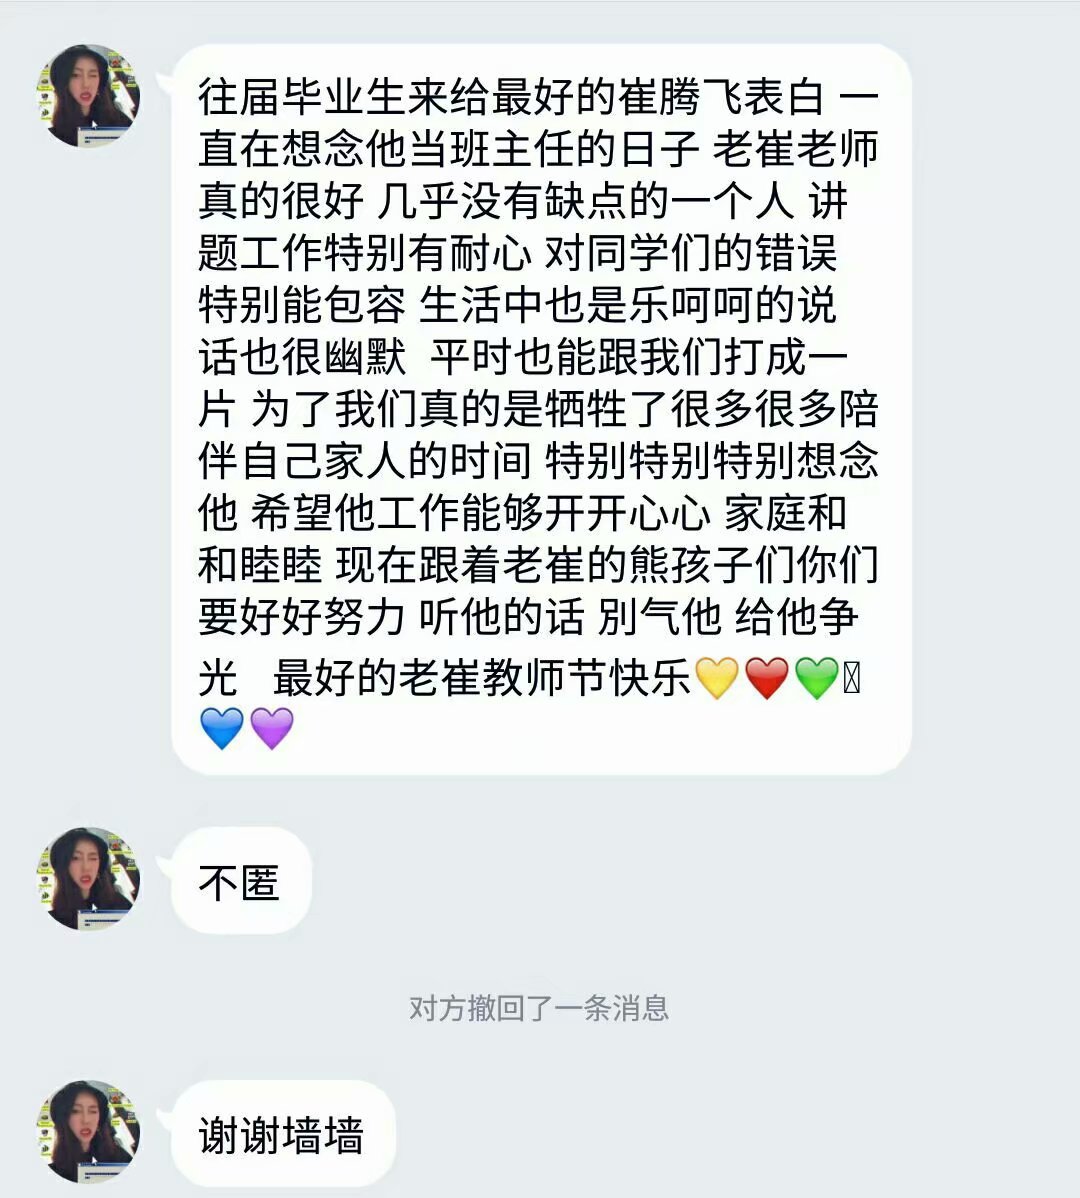 往届毕业生来给最好的崔腾飞表白 一
直在想念他当班主任的日子 老崔老师
真的很好 几乎没有缺点的一个人 讲
题工作特别有耐心 对同学们的错误
特别能包容 生活中也是乐呵呵的说
话也很幽默  平时也能跟我们打成一
片 为了我们真的是牺牲了很多很多陪
伴自己家人的时间 特别特别特别想念
他 希望他工作能够开开心心 家庭和
和睦睦 现在跟着老崔的熊孩子们你们
要好好努力 听他的话 别气他 给他争
光   最好的老崔教师节快乐💛❤️💚
💙💜
不匿
对方撤回了一条消息
谢谢墙墙